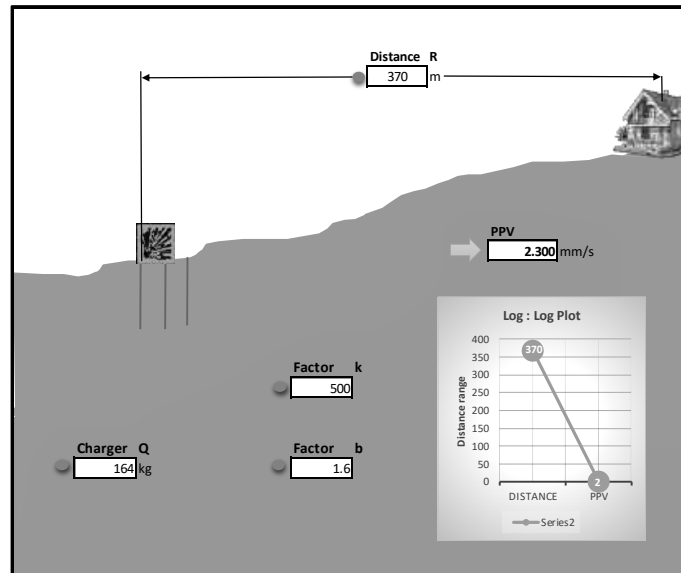 Distance R
370 m
PPV
2.300 mm/s
Log : Log Plot
400
350
300
250
200
150
100
50
0
Distance range
370
2
DISTANCE PPV
Series2
Factor k
500
Charger Q
164 kg
Factor b
1.6